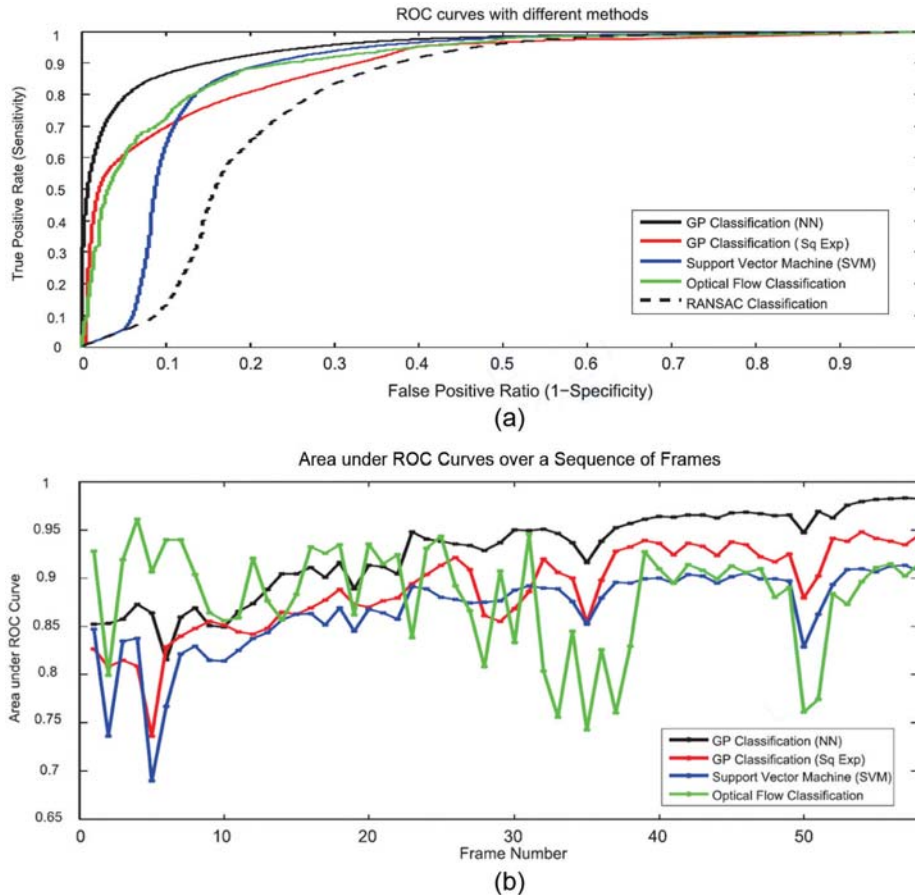 ROC curves with different methods
1
0.9
0.8
0.7
0.6
0.5
0.4
0.3
0.2
0.1
0
True Positive Rate (Sensitivity)
GP Classification (NN)
GP Classification (Sq Exp)
Support Vector Machine (SVM)
Optical Flow Classification
RANSAC Classification
0 0.1 0.2 0.3 0.4 0.5 0.6 0.7 0.8 0.9
False Positive Ratio (1−Specificity)
(a)
Area under ROC Curves over a Sequence of Frames
1
0.95
0.9
0.85
0.8
0.75
0.7
0.65
Area under ROC Curve
GP Classification (NN)
GP Classification (Sq Exp)
Support Vector Machine (SVM)
Optical Flow Classification
0 10 20 30 40 50
Frame Number
(b)